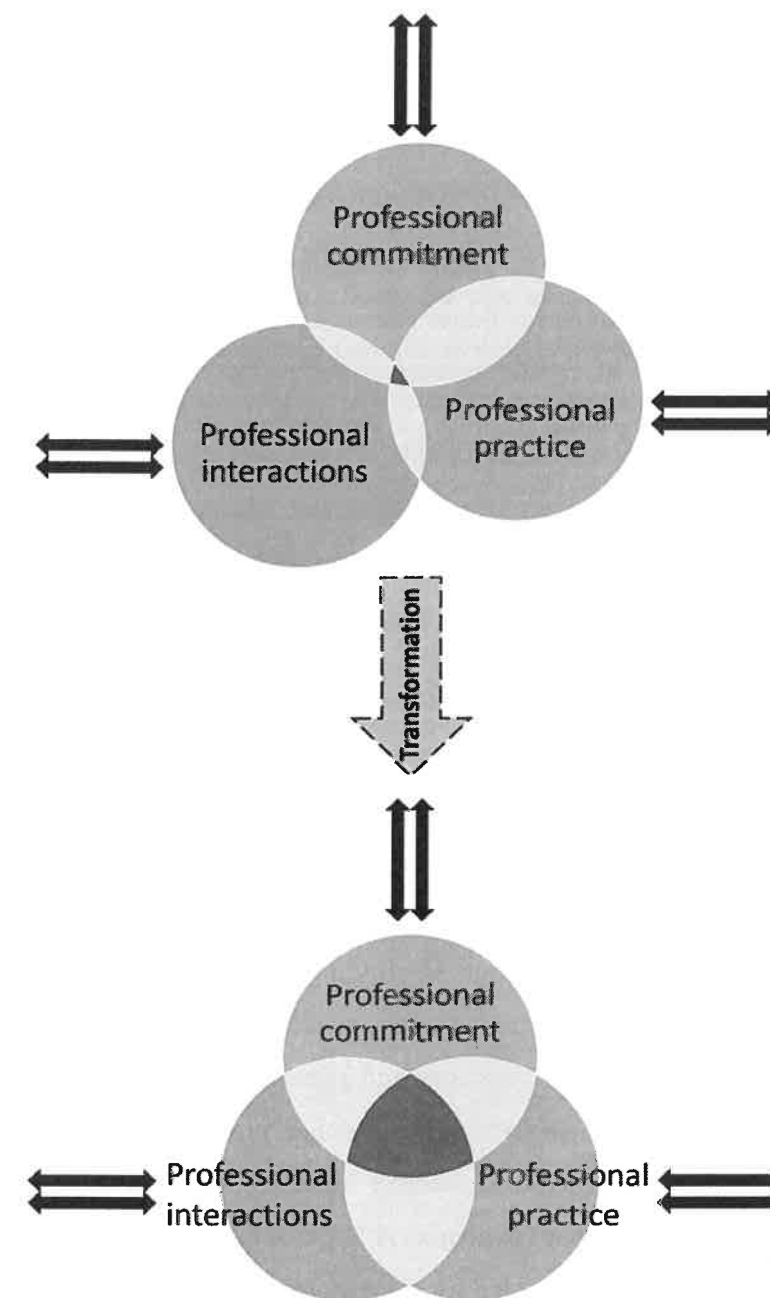 Professional
commitment
Professional
practice
Professional
interactions
Transformation
Professional
commitment
Professional
interactions
Professional
practice